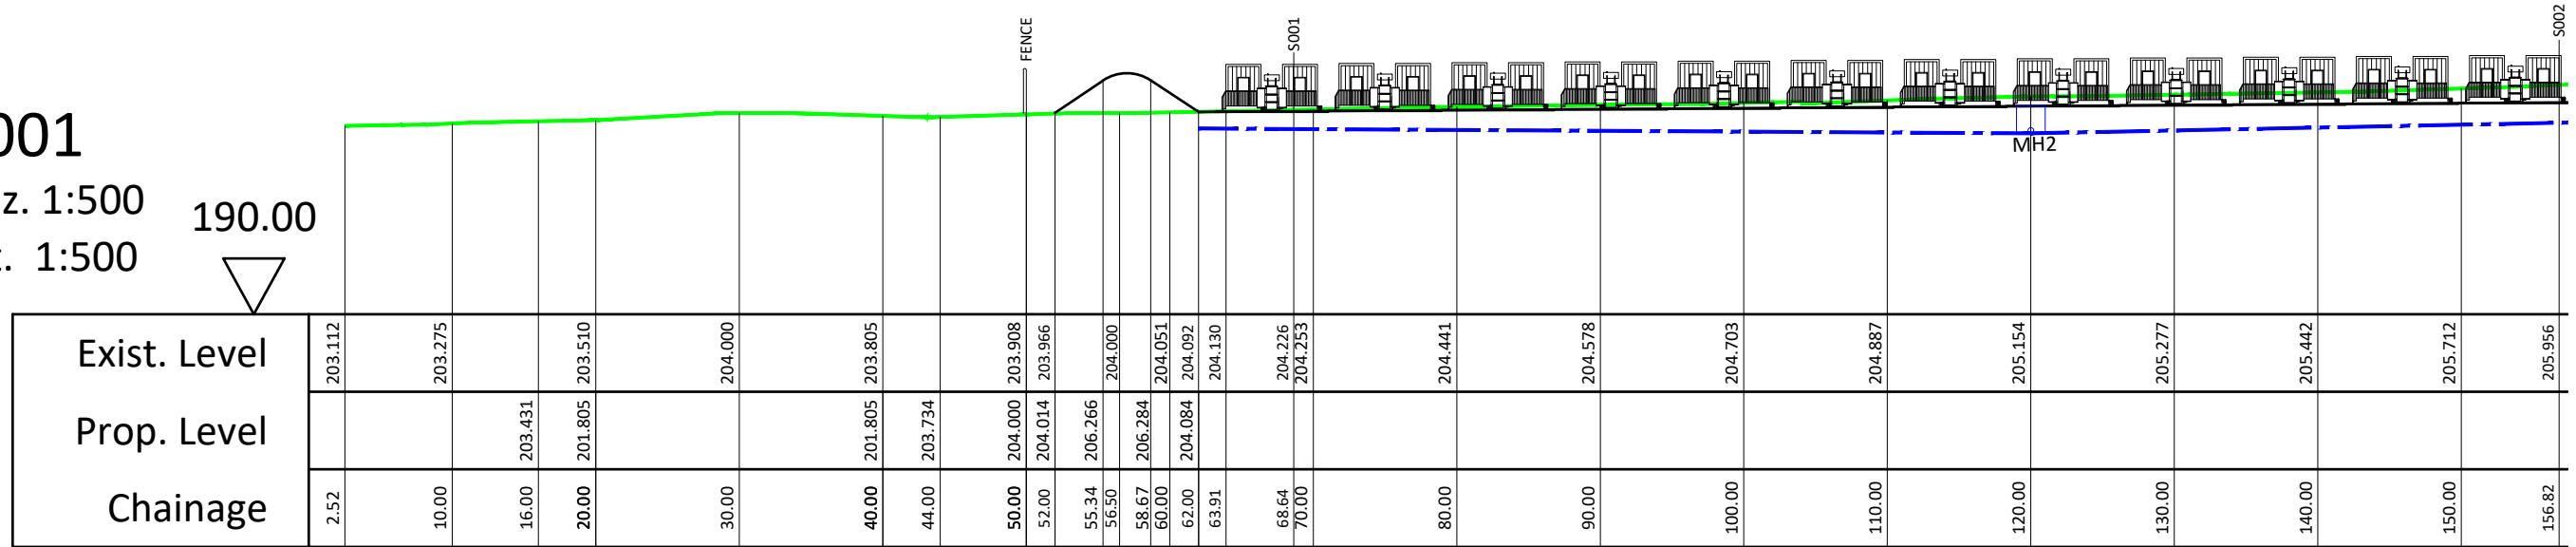 FENCE
S001
S002
001
z. 1:500
190.00
. 1:500
MH2
Exist. Level 203.112 203.275 203.510 204.000 203.805 203.908 203.966 204.000 204.051 204.092 204.130 204.226 204.253 204.441 204.578 204.703 204.887 205.154 205.277 205.442 205.712 205.956
Prop. Level 203.431 201.805 201.805 203.734 204.000 204.014 206.266 206.284 204.084
Chainage 2.52 10.00 16.00 20.00 30.00 40.00 44.00 50.00 52.00 55.34 56.50 58.67 60.00 62.00 63.91 68.64 70.00 80.00 90.00 100.00 110.00 120.00 130.00 140.00 150.00 156.82